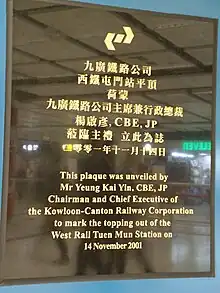 九廣鐵路公司
西鐵屯門站平頂
荷蒙
九廣鐵路公司主席兼行政總裁
楊啟彥, CBE, JP
蒞臨主禮 立此為誌
二零零一年十一月十四日
This plaque was unveiled by
Mr Yeung Kai Yin, CBE, JP
Chairman and Chief Executive of
the Kowloon-Canton Railway Corporation
to mark the topping out of the
West Rail Tuen Mun Station on
14 November 2001